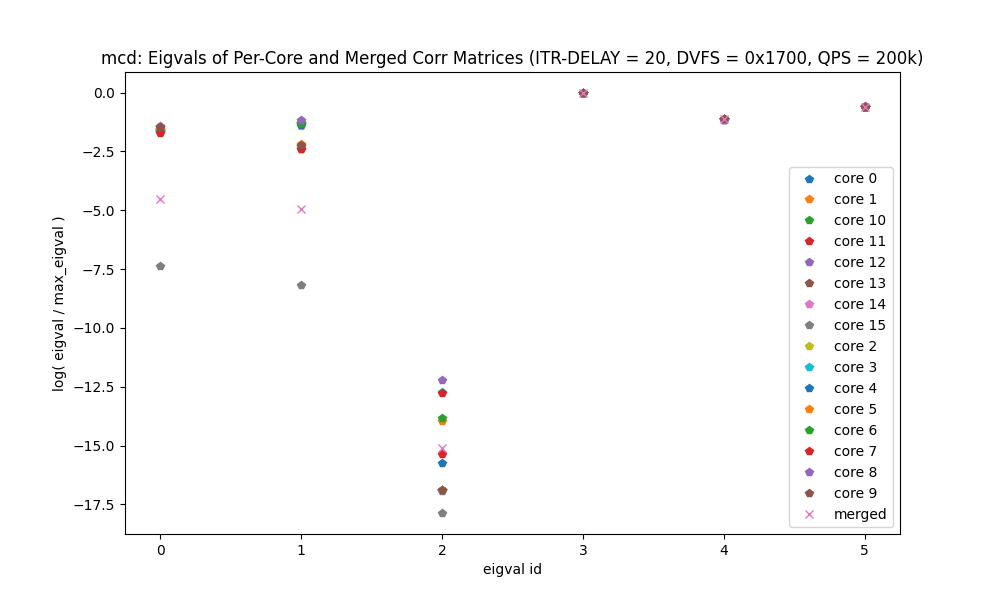 mcd: Eigvals of Per-Core and Merged Corr Matrices (ITR-DELAY = 20, DVFS = 0x1700, QPS = 200k)
log( eigval / max_eigval )
0.0
−2.5
−5.0
−7.5
−10.0
−12.5
−15.0
−17.5
core 0
core 1
core 10
core 11
core 12
core 13
core 14
core 15
core 2
core 3
core 4
core 5
core 6
core 7
core 8
core 9
merged
0 1 2 3 4 5
eigval id